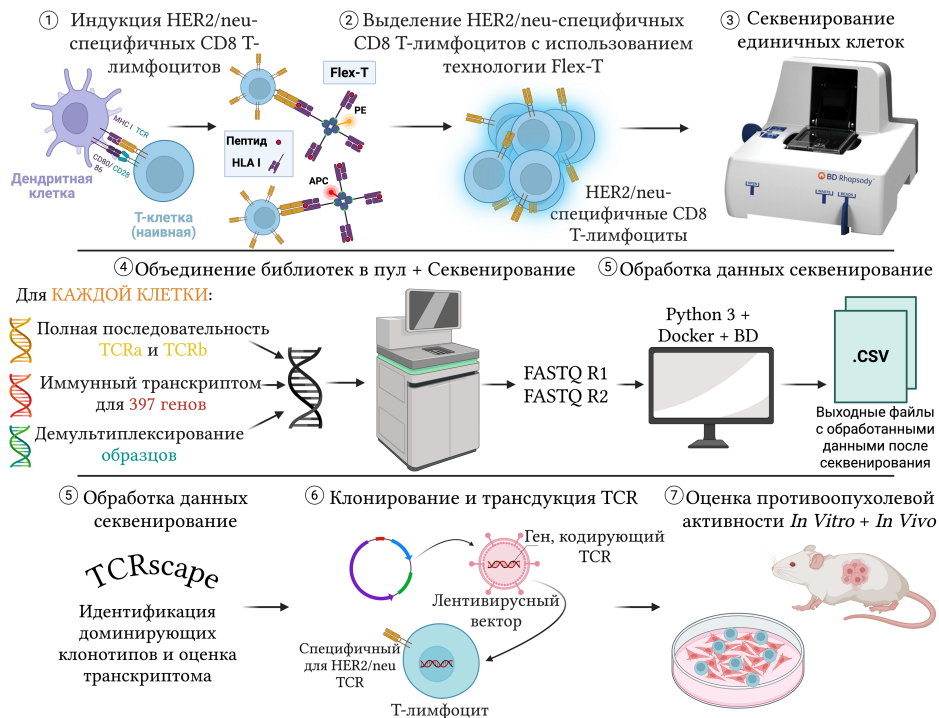 ① Индукция HER2/neu-
специфичных CD8 Т-
лимфоцитов
MHC I TCR
CD80/ CD28
86
Дендритная
клетка
Т-клетка
(наивная)
Flex-T
PE
Пептид
HLA I
APC
② Выделение HER2/neu-специфичных
CD8 Т-лимфоцитов с использованием
технологии Flex-T
HER2/neu-
специфичные CD8
Т-лимфоциты
③ Секвенирование
единичных клеток
BD Rhapsody
④ Объединение библиотек в пул + Секвенирование
Для КАЖДОЙ КЛЕТКИ:
Полная последовательность
TCRa и TCRb
Иммунный транскриптом
для 397 генов
Демультиплексирование
образцов
FASTQ R1
FASTQ R2
⑤ Обработка данных секвенирования
Python 3 +
Docker + BD
.CSV
Выходные файлы
с обработанными
данными после
секвенирования
⑤ Обработка данных
секвенирования
TCRscape
Идентификация
доминирующих
клонотипов и оценка
транскриптома
⑥ Клонирование и трансдукция TCR
Ген, кодирующий
TCR
Лентивирусный
вектор
Специфичный
для HER2/neu
TCR
Т-лимфоцит
⑦ Оценка противоопухолевой
активности In Vitro + In Vivo